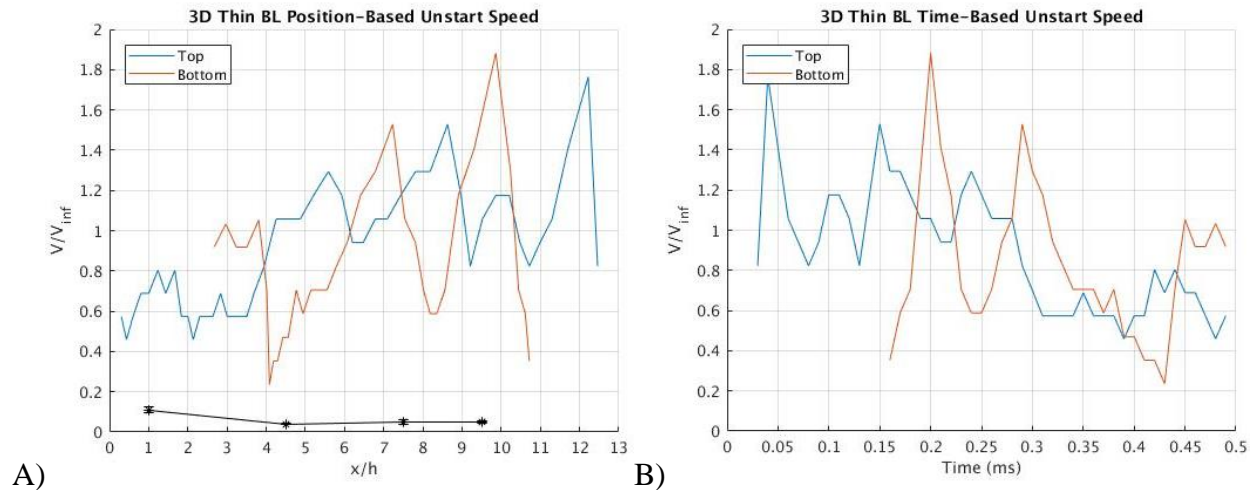 3D Thin BL Position-Based Unstart Speed
2
Top
Bottom
1.8
1.6
1.4
1.2
1
0.8
0.6
0.4
0.2
0
V/V_inf
0 1 2 3 4 5 6 7 8 9 10 11 12 13
x/h
A)
3D Thin BL Time-Based Unstart Speed
2
Top
Bottom
1.8
1.6
1.4
1.2
1
0.8
0.6
0.4
0.2
0
V/V_inf
0 0.05 0.1 0.15 0.2 0.25 0.3 0.35 0.4 0.45 0.5
Time (ms)
B)